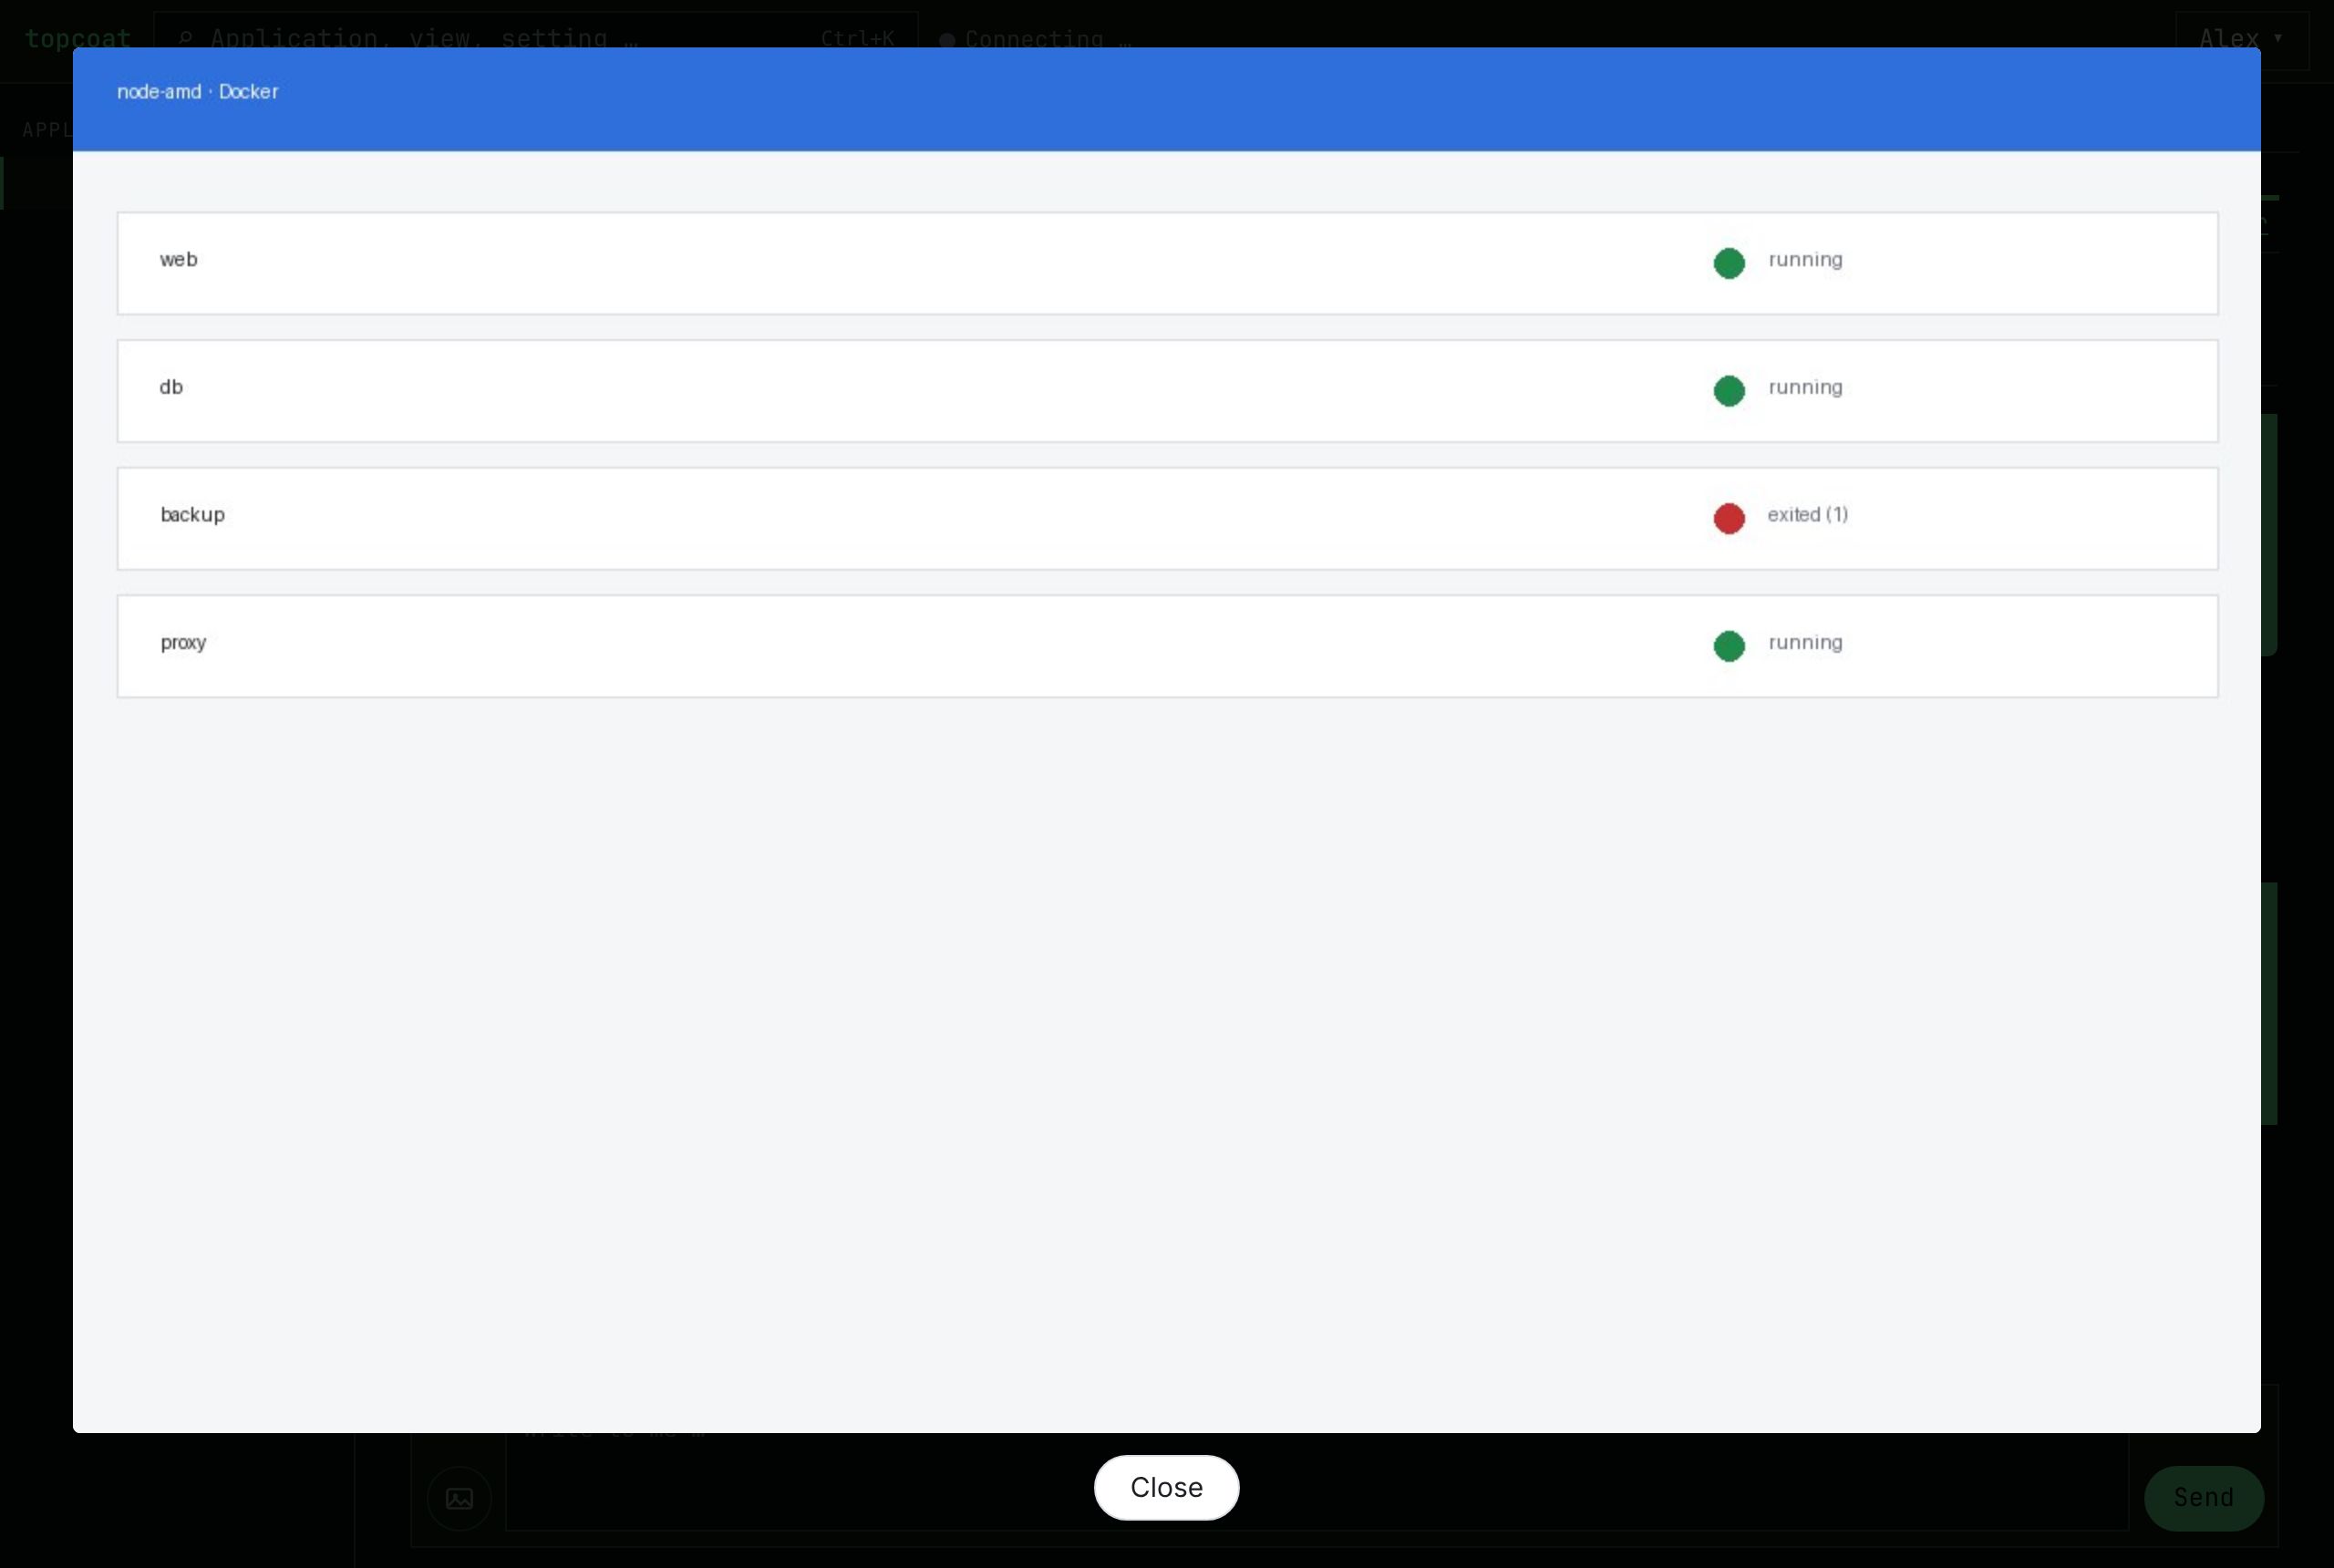 topcoat
Application, view, setting …
Ctrl+K
Connecting …
Alex ▾
node-amd · Docker
APPL
web
running
db
running
backup
exited (1)
proxy
running
Close
Send